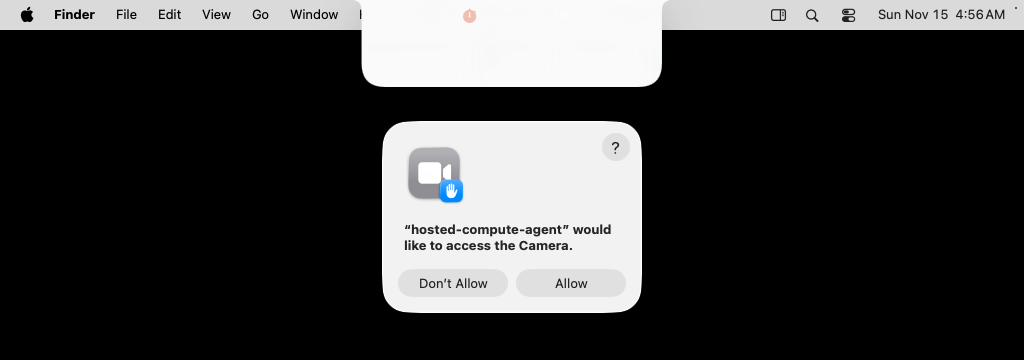 Finder File Edit View Go Window
Sun Nov 15 4:56 AM
?
“hosted-compute-agent” would
like to access the Camera.
Don't Allow Allow